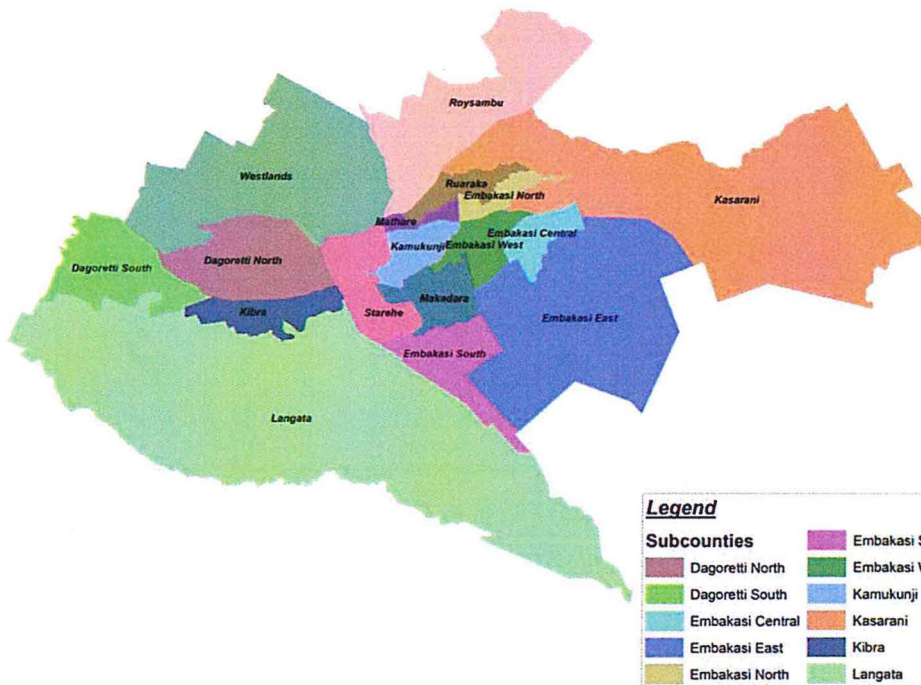 Roysambu
Westlands
Ruaraka
Embakasi North
Kasarani
Mathare
Embakasi Central
Kamukunji
Embakasi West
Dagoretti North
Dagoretti South
Makadara
Kibra
Starehe
Embakasi East
Embakasi South
Langata
Legend
Subcounties
Embakasi S
Dagoretti North
Embakasi W
Dagoretti South
Kamukunji
Embakasi Central
Kasarani
Embakasi East
Kibra
Embakasi North
Langata